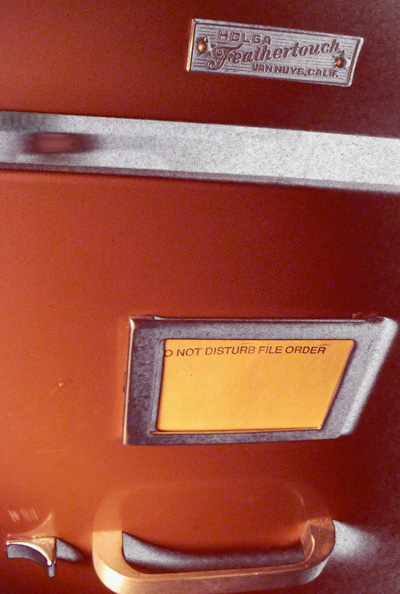 HOLGA
Feathertouch
VAN NUYS, CALIF.
O NOT DISTURB FILE ORDER